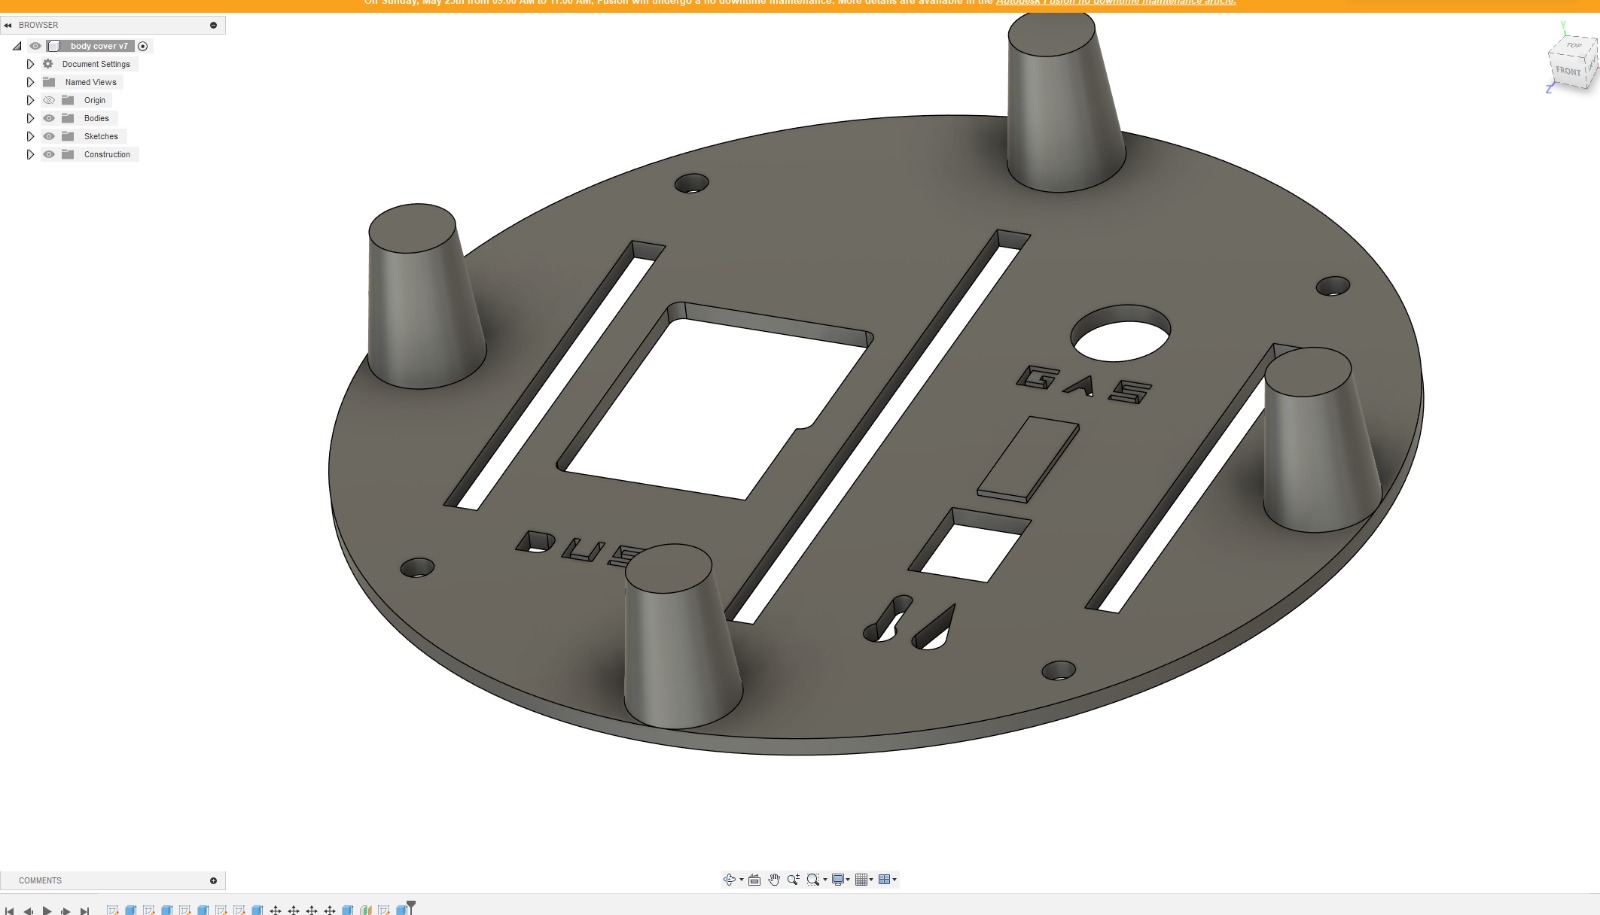 On Sunday, May 25th from 09:00 AM to 11:00 AM, Fusion will undergo a no downtime maintenance. More details are available in the Autodesk Fusion no downtime maintenance article.
BROWSER
body cover v7
Document Settings
Named Views
Origin
Bodies
Sketches
Construction
Y
TOP
FRONT
Z
GAS
DUS
COMMENTS